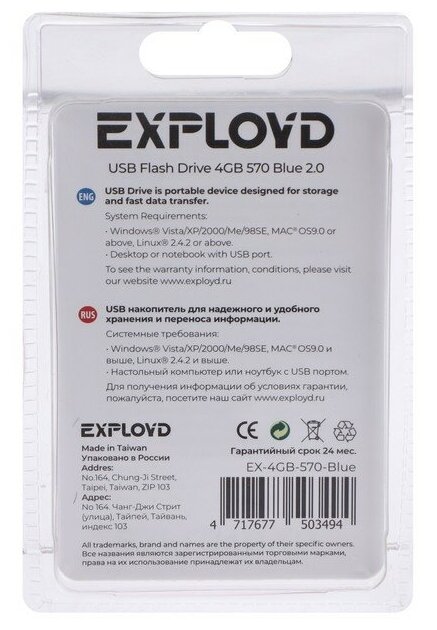 EXPLOYD
USB Flash Drive 4GB 570 Blue 2.0
ENG
USB Drive is portable device designed for storage
and fast data transfer.
System Requirements:
• Windows® Vista/XP/2000/Me/98SE, MAC® OS9.0 or
above, Linux® 2.4.2 or above.
• Desktop or notebook with USB port.
To see the warranty information, conditions, please visit
our website www.exployd.ru
RUS
USB накопитель для надежного и удобного
хранения и переноса информации.
Системные требования:
• Windows® Vista/XP/2000/Me/98SE, MAC® OS9.0 и
выше, Linux® 2.4.2 и выше.
• Настольный компьютер или ноутбук с USB портом.
Для получения информации об условиях гарантии,
пожалуйста, посетите наш сайт www.exployd.ru
EXPLOYD
Made in Taiwan
Упаковано в России
Addres:
No.164, Chung-Ji Street,
Taipei, Taiwan, ZIP 103
Адрес:
No 164. Чанг-Джи Стрит
(улица), Тайпей, Тайвань,
индекс 103
CE
Гарантийный срок 24 мес.
EX-4GB-570-Blue
4 717677 503494
All trademarks, brand and names are the property of their specific owners.
Все названия являются зарегистрированными торговыми марками,
права на их использование принадлежат их владельцам.